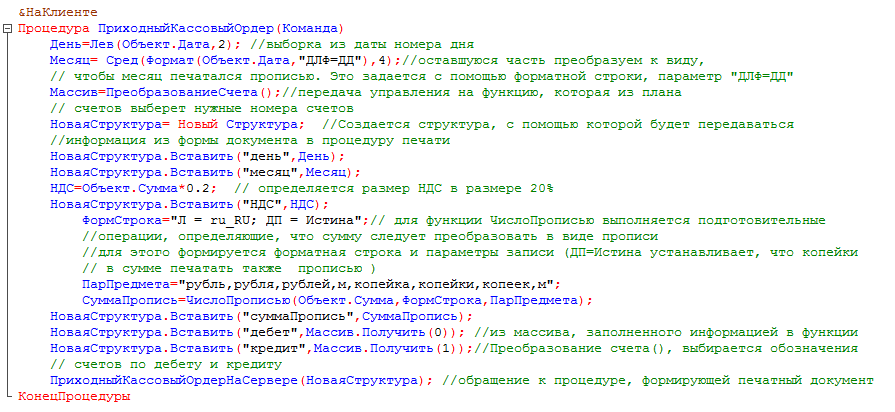 &НаКлиенте
Процедура ПриходныйКассовыйОрдер(Команда)
День=Лев(Объект.Дата,2); //выборка из даты номера дня
Месяц= Сред(Формат(Объект.Дата,"ДЛФ=ДД"),4);//оставшуюся часть преобразуем к виду,
// чтобы месяц печатался прописью. Это задается с помощью форматной строки, параметр "ДЛФ=ДД"
Массив=ПреобразованиеСчета();//передача управления на функцию, которая из плана
// счетов выберет нужные номера счетов
НоваяСтруктура= Новый Структура;  //Создается структура, с помощью которой будет передаваться
//информация из формы документа в процедуру печати
НоваяСтруктура.Вставить("день",День);
НоваяСтруктура.Вставить("месяц",Месяц);
НДС=Объект.Сумма*0.2;  // определяется размер НДС в размере 20%
НоваяСтруктура.Вставить("НДС",НДС);
ФормСтрока="Л = ru_RU; ДП = Истина";// для функции ЧислоПрописью выполняется подготовительные
//операции, определяющие, что сумму следует преобразовать в виде прописи
//для этого формируется форматная строка и параметры записи (ДП=Истина устанавливает, что копейки
// в сумме печатать также  прописью )
ПарПредмета="рубль,рубля,рублей,м,копейка,копейки,копеек,м";
СуммаПропись=ЧислоПрописью(Объект.Сумма,ФормСтрока,ПарПредмета);
НоваяСтруктура.Вставить("суммаПропись",СуммаПропись);
НоваяСтруктура.Вставить("дебет",Массив.Получить(0)); //из массива, заполненного информацией в функции
НоваяСтруктура.Вставить("кредит",Массив.Получить(1));//Преобразование счета(), выбирается обозначения
// счетов по дебету и кредиту
ПриходныйКассовыйОрдерНаСервере(НоваяСтруктура); //обращение к процедуре, формирующей печатный документ
КонецПроцедуры